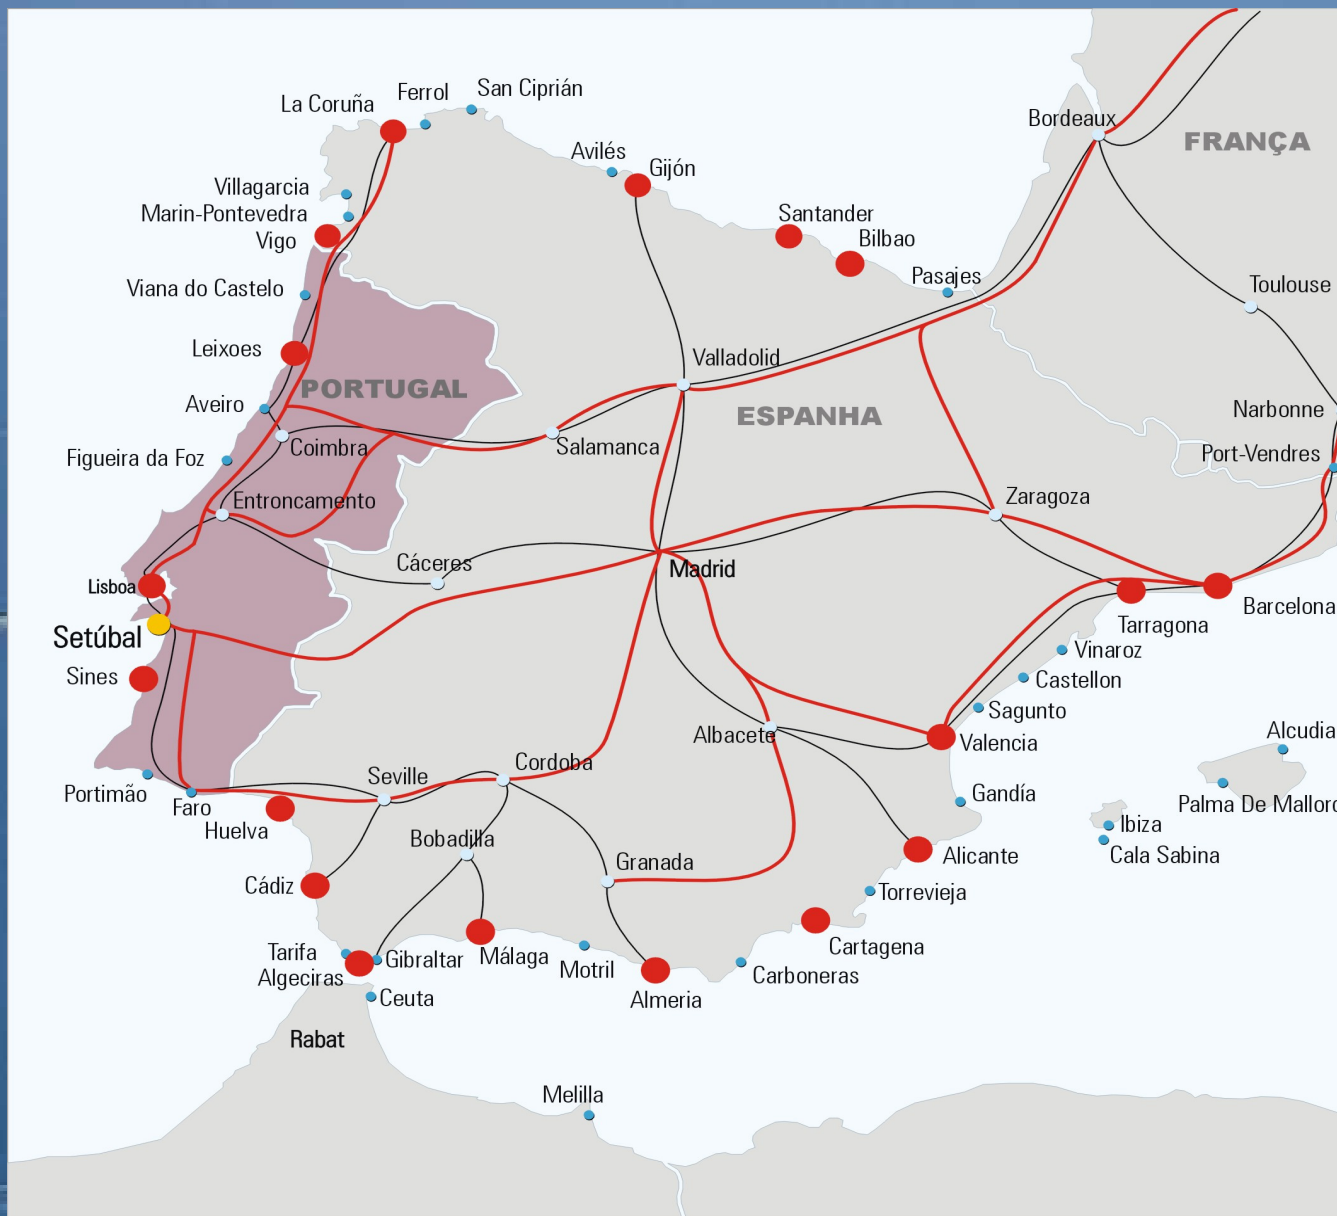 San Ciprián
Ferrol
La Coruña
Bordeaux
FRANÇA
Avilés
Gijón
Villagarcia
Marin-Pontevedra
Vigo
Santander
Bilbao
Pasajes
Viana do Castelo
Toulouse
Leixoes
Valladolid
PORTUGAL
Aveiro
ESPANHA
Narbonne
Coimbra
Salamanca
Figueira da Foz
Port-Vendres
Entroncamento
Zaragoza
Cáceres
Madrid
Lisboa
Barcelona
Setúbal
Tarragona
Vinaroz
Sines
Castellon
Sagunto
Albacete
Valencia
Alcudia
Cordoba
Seville
Portimão
Faro
Gandía
Palma De Mallorc
Huelva
Ibiza
Bobadilla
Granada
Alicante
Cala Sabina
Cádiz
Torrevieja
Cartagena
Tarifa
Algeciras
Gibraltar
Málaga
Motril
Carboneras
Ceuta
Almeria
Rabat
Melilla